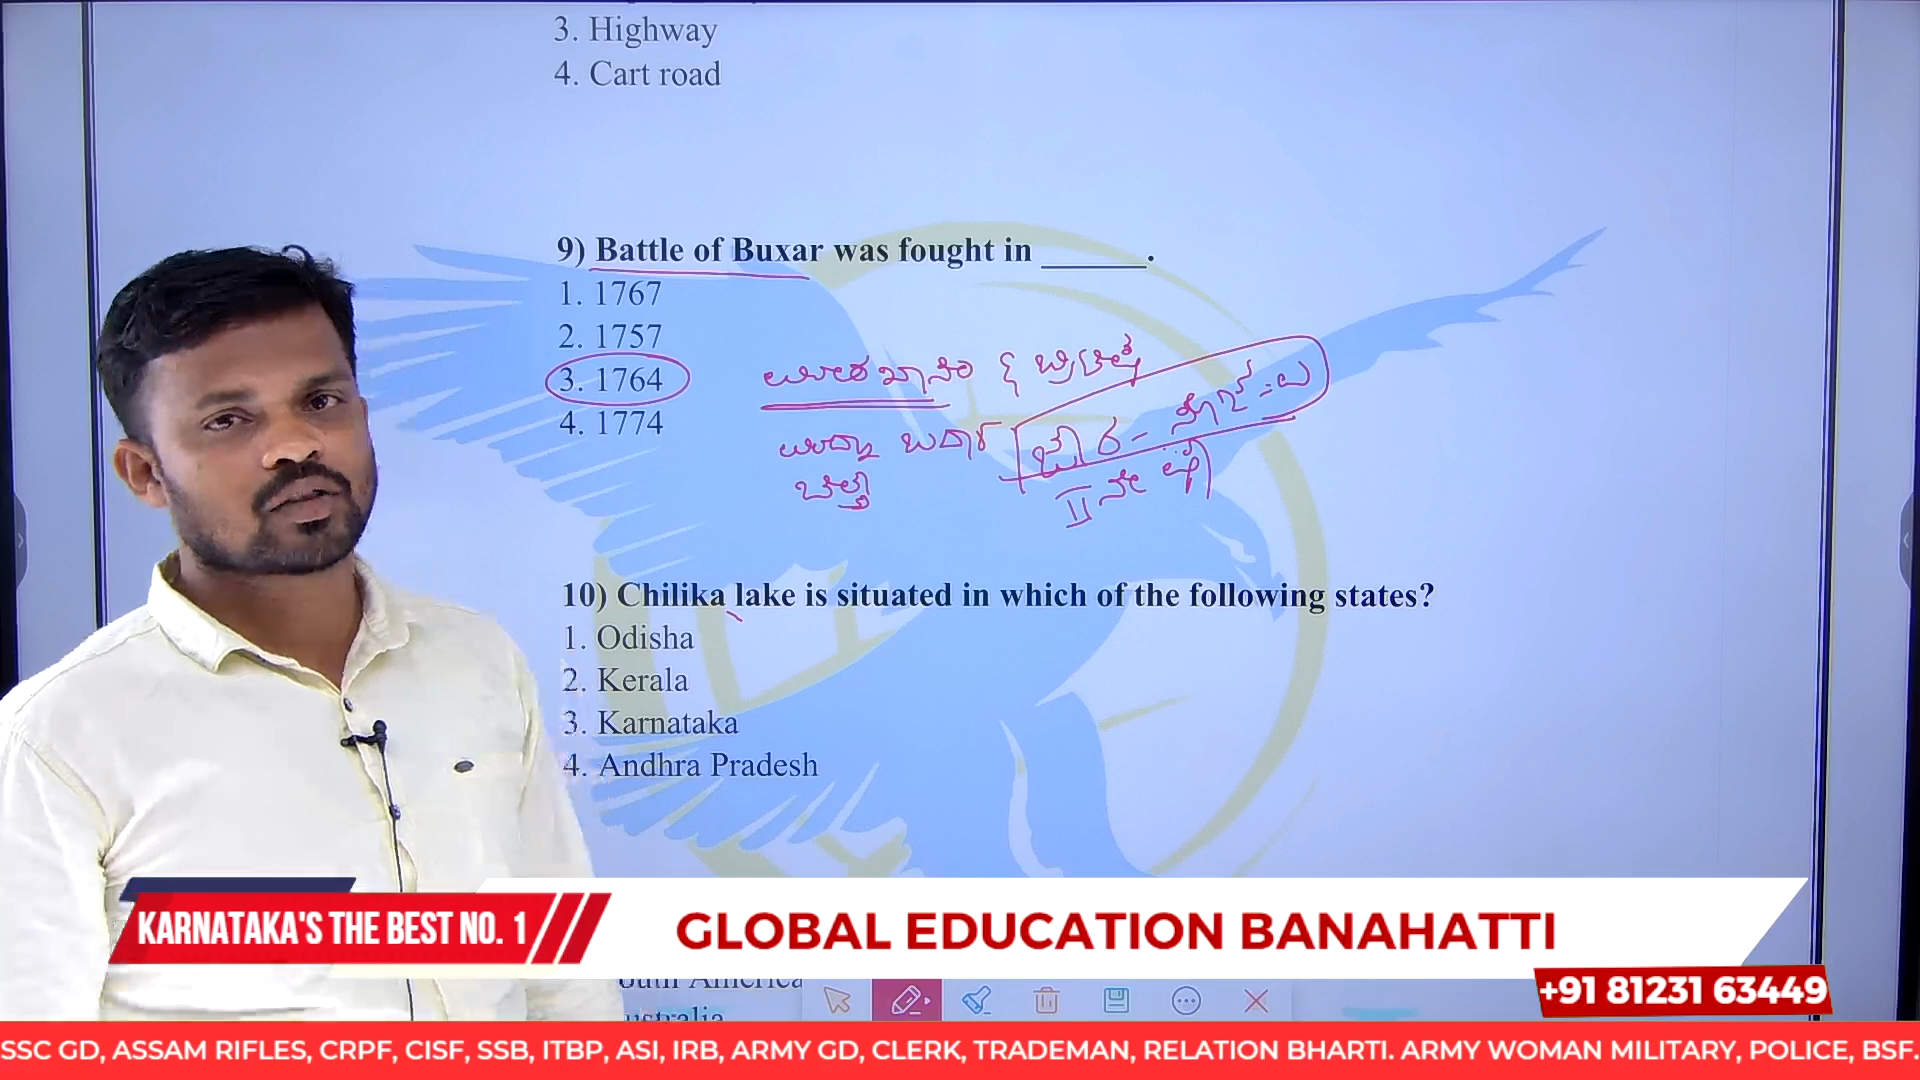 3. Highway
4. Cart road
9) Battle of Buxar was fought in ______.
1. 1767
2. 1757
3. 1764
4. 1774
II ನೇ
10) Chilika lake is situated in which of the following states?
1. Odisha
2. Kerala
3. Karnataka
4. Andhra Pradesh
KARNATAKA'S THE BEST NO. 1
GLOBAL EDUCATION BANAHATTI
+91 81231 63449
SSC GD, ASSAM RIFLES, CRPF, CISF, SSB, ITBP, ASI, IRB, ARMY GD, CLERK, TRADEMAN, RELATION BHARTI. ARMY WOMAN MILITARY, POLICE, BSF.